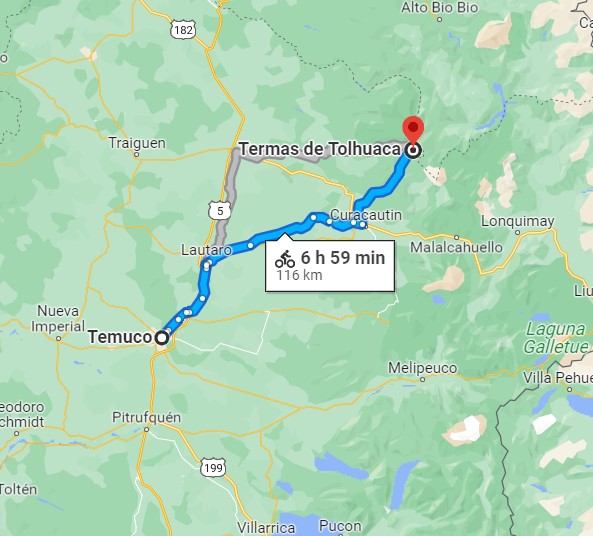 Alto Bio Bio
182
Traiguen
Termas de Tolhuaca
5
Curacautin
Lonquimay
Lautaro
Malalcahuello
6 h 59 min
116 km
Nueva
Imperial
Temuco
Laguna
Galletue
Melipeuco
Villa Pehue
eodoro
chmidt
Pitrufquén
199
Toltén
Villarrica
Pucon
Liu
Ca
o